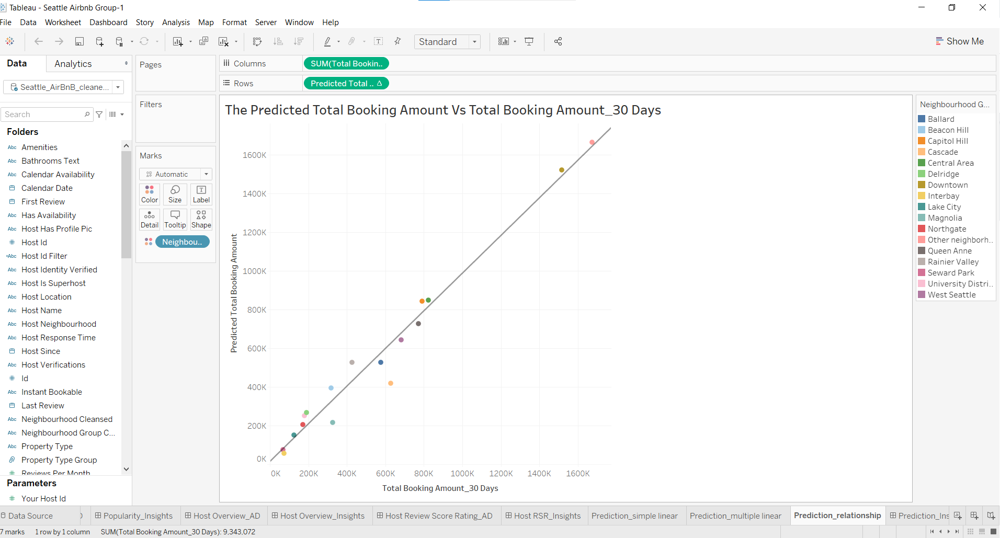 Tableau - Seattle Airbnb Group-1
File Data Worksheet Dashboard Story Analysis Map Format Server Window Help
Standard
Show Me
Data Analytics
Seattle_AirBnB_cleane...
Search
Folders
Abc Amenities
Abc Bathrooms Text
Abc Calendar Availability
Calendar Date
First Review
Abc Has Availability
Abc Host Has Profile Pic
# Host Id
=Abc Host Id Filter
Abc Host Identity Verified
Abc Host Is Superhost
Abc Host Location
Abc Host Name
Abc Host Neighbourhood
Abc Host Response Time
Host Since
Abc Host Verifications
# Id
Abc Instant Bookable
Last Review
Abc Neighbourhood Cleansed
Abc Neighbourhood Group C...
Abc Property Type
Property Type Group
# Reviews Per Month
Parameters
# Your Host Id
Pages
Filters
Marks
Automatic
Color Size Label
Detail Tooltip Shape
Neighbou..
Columns SUM(Total Bookin..
Rows Predicted Total .. Δ
The Predicted Total Booking Amount Vs Total Booking Amount_30 Days
Predicted Total Booking Amount
1600K
1400K
1200K
1000K
800K
600K
400K
200K
0K
0K 200K 400K 600K 800K 1000K 1200K 1400K 1600K
Total Booking Amount_30 Days
Neighbourhood G...
Ballard
Beacon Hill
Capitol Hill
Cascade
Central Area
Delridge
Downtown
Interbay
Lake City
Magnolia
Northgate
Other neighborh..
Queen Anne
Rainier Valley
Seward Park
University Distri..
West Seattle
Data Source Popularity_Insights Host Overview_AD Host Overview_Insights Host Review Score Rating_AD Host RSR_Insights Prediction_simple linear Prediction_multiple linear Prediction_relationship Prediction_Ins
7 marks 1 row by 1 column SUM(Total Booking Amount_30 Days): 9,343,072